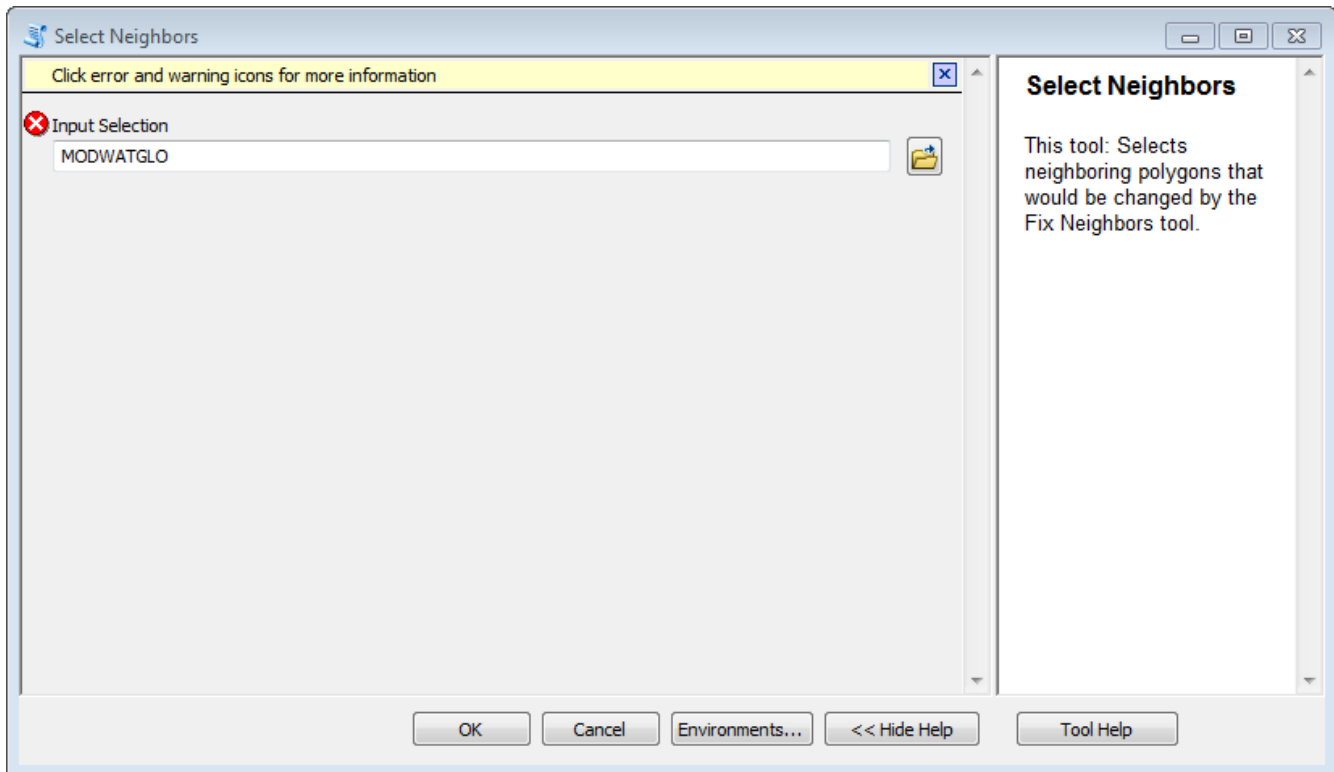 Select Neighbors
Click error and warning icons for more information
Input Selection
MODWATGLO
Select Neighbors
This tool: Selects
neighboring polygons that
would be changed by the
Fix Neighbors tool.
OK
Cancel
Environments...
<< Hide Help
Tool Help